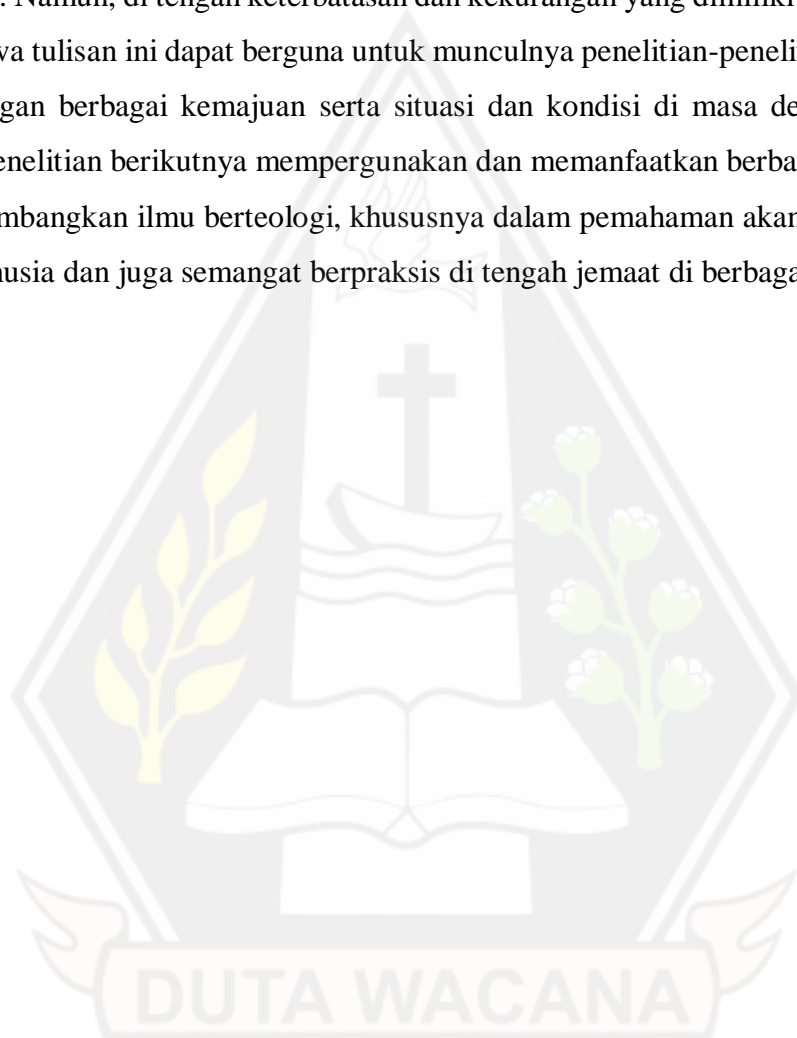 . Namun, di tengah keterbatasan dan kekurangan yang dimiliki
va tulisan ini dapat berguna untuk munculnya penelitian-peneli
gan berbagai kemajuan serta situasi dan kondisi di masa de
enelitian berikutnya mempergunakan dan memanfaatkan berba
mbangkan ilmu berteologi, khususnya dalam pemahaman akan
nusia dan juga semangat berpraksis di tengah jemaat di berbaga
DUTA WACANA